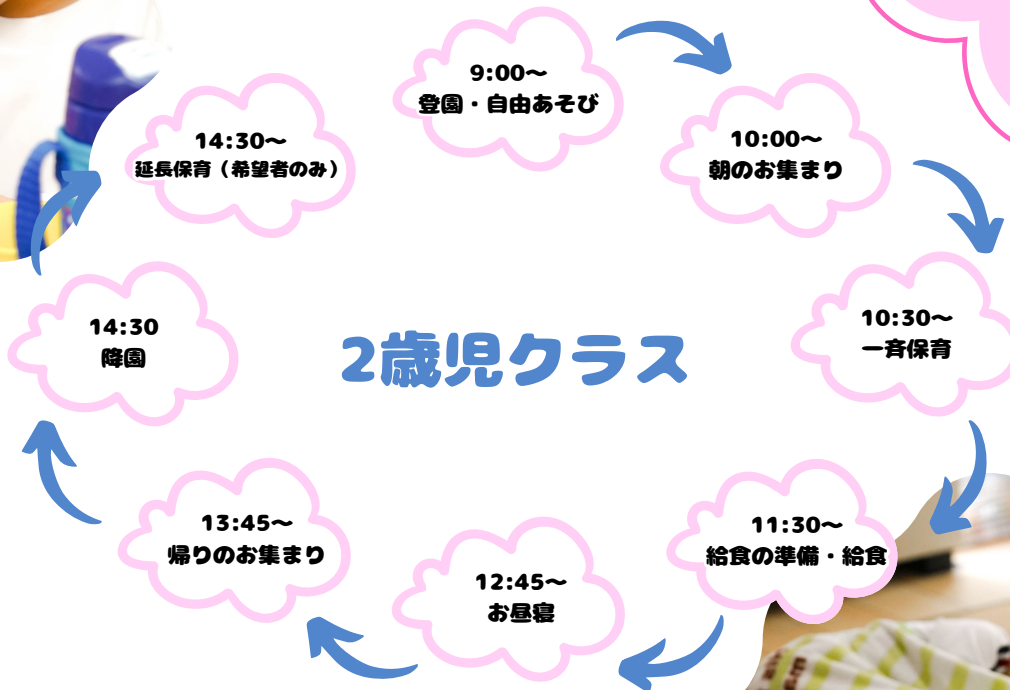 9:00～
登園・自由あそび
10:00～
朝のお集まり
10:30～
一斉保育
11:30～
給食の準備・給食
12:45～
お昼寝
13:45～
帰りのお集まり
14:30
降園
14:30～
延長保育（希望者のみ）
2歳児クラス